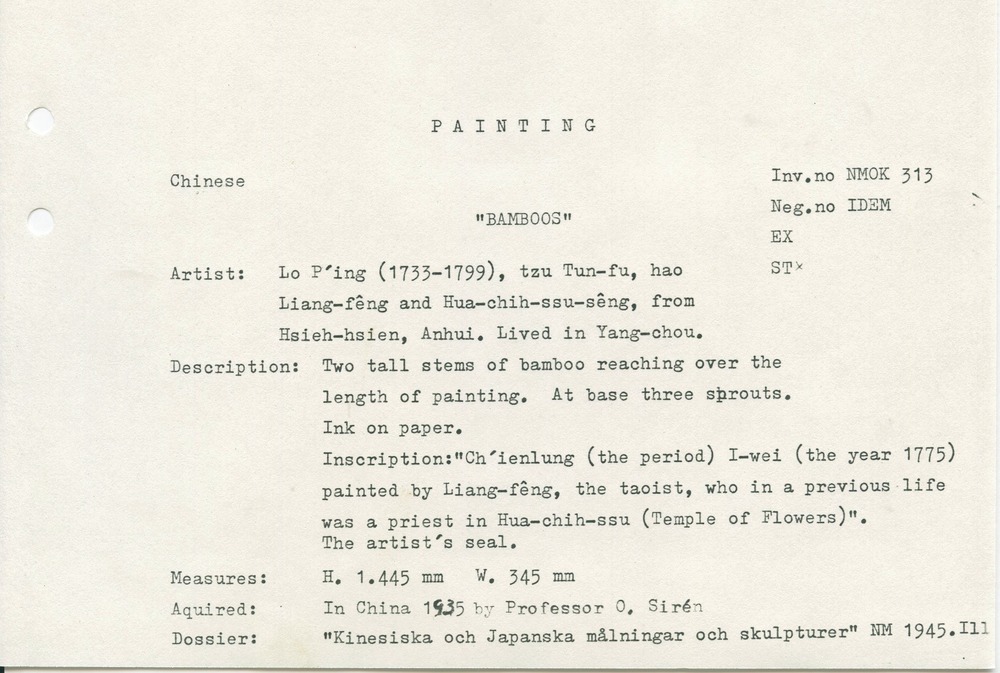 PAINTING
Chinese
Inv.no NMOK 313
Neg.no IDEM
"BAMBOOS"
EX
ST×
Artist: Lo P´ing (1733-1799), tzu Tun-fu, hao
Liang-fêng and Hua-chih-ssu-sêng, from
Hsieh-hsien, Anhui. Lived in Yang-chou.
Description: Two tall stems of bamboo reaching over the
length of painting. At base three sprouts.
Ink on paper.
Inscription:"Ch´ienlung (the period) I-wei (the year 1775)
painted by Liang-fêng, the taoist, who in a previous life
was a priest in Hua-chih-ssu (Temple of Flowers)".
The artist´s seal.
Measures: H. 1.445 mm W. 345 mm
Aquired: In China 1935 by Professor O. Sirén
Dossier: "Kinesiska och Japanska målningar och skulpturer" NM 1945.Ill